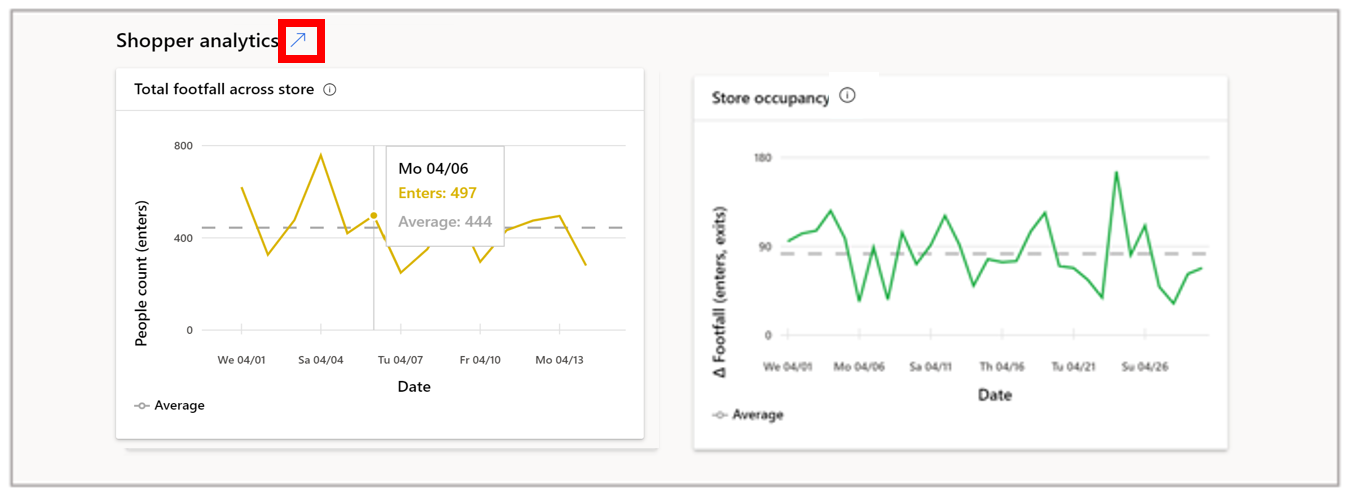 Shopper analytics
Total footfall across store
800
400
0
People count (enters)
Mo 04/06
Enters: 497
Average: 444
We 04/01 Sa 04/04 Tu 04/07 Fr 04/10 Mo 04/13
Date
Average
Store occupancy
180
90
0
Δ Footfall (enters, exits)
We 04/01 Mo 04/06 Sa 04/11 Th 04/16 Tu 04/21 Su 04/26
Date
Average